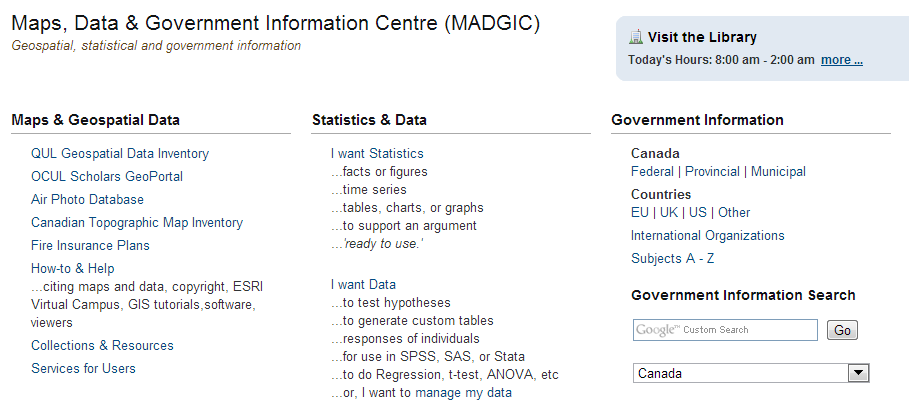 Maps, Data & Government Information Centre (MADGIC)
Geospatial, statistical and government information
Visit the Library
Today's Hours: 8:00 am - 2:00 am more ...
Maps & Geospatial Data
QUL Geospatial Data Inventory
OCUL Scholars GeoPortal
Air Photo Database
Canadian Topographic Map Inventory
Fire Insurance Plans
How-to & Help
...citing maps and data, copyright, ESRI
Virtual Campus, GIS tutorials,software,
viewers
Collections & Resources
Services for Users
Statistics & Data
I want Statistics
...facts or figures
...time series
...tables, charts, or graphs
...to support an argument
...'ready to use.'
I want Data
...to test hypotheses
...to generate custom tables
...responses of individuals
...for use in SPSS, SAS, or Stata
...to do Regression, t-test, ANOVA, etc
...or, I want to manage my data
Government Information
Canada
Federal | Provincial | Municipal
Countries
EU | UK | US | Other
International Organizations
Subjects A - Z
Government Information Search
Google™ Custom Search
Go
Canada